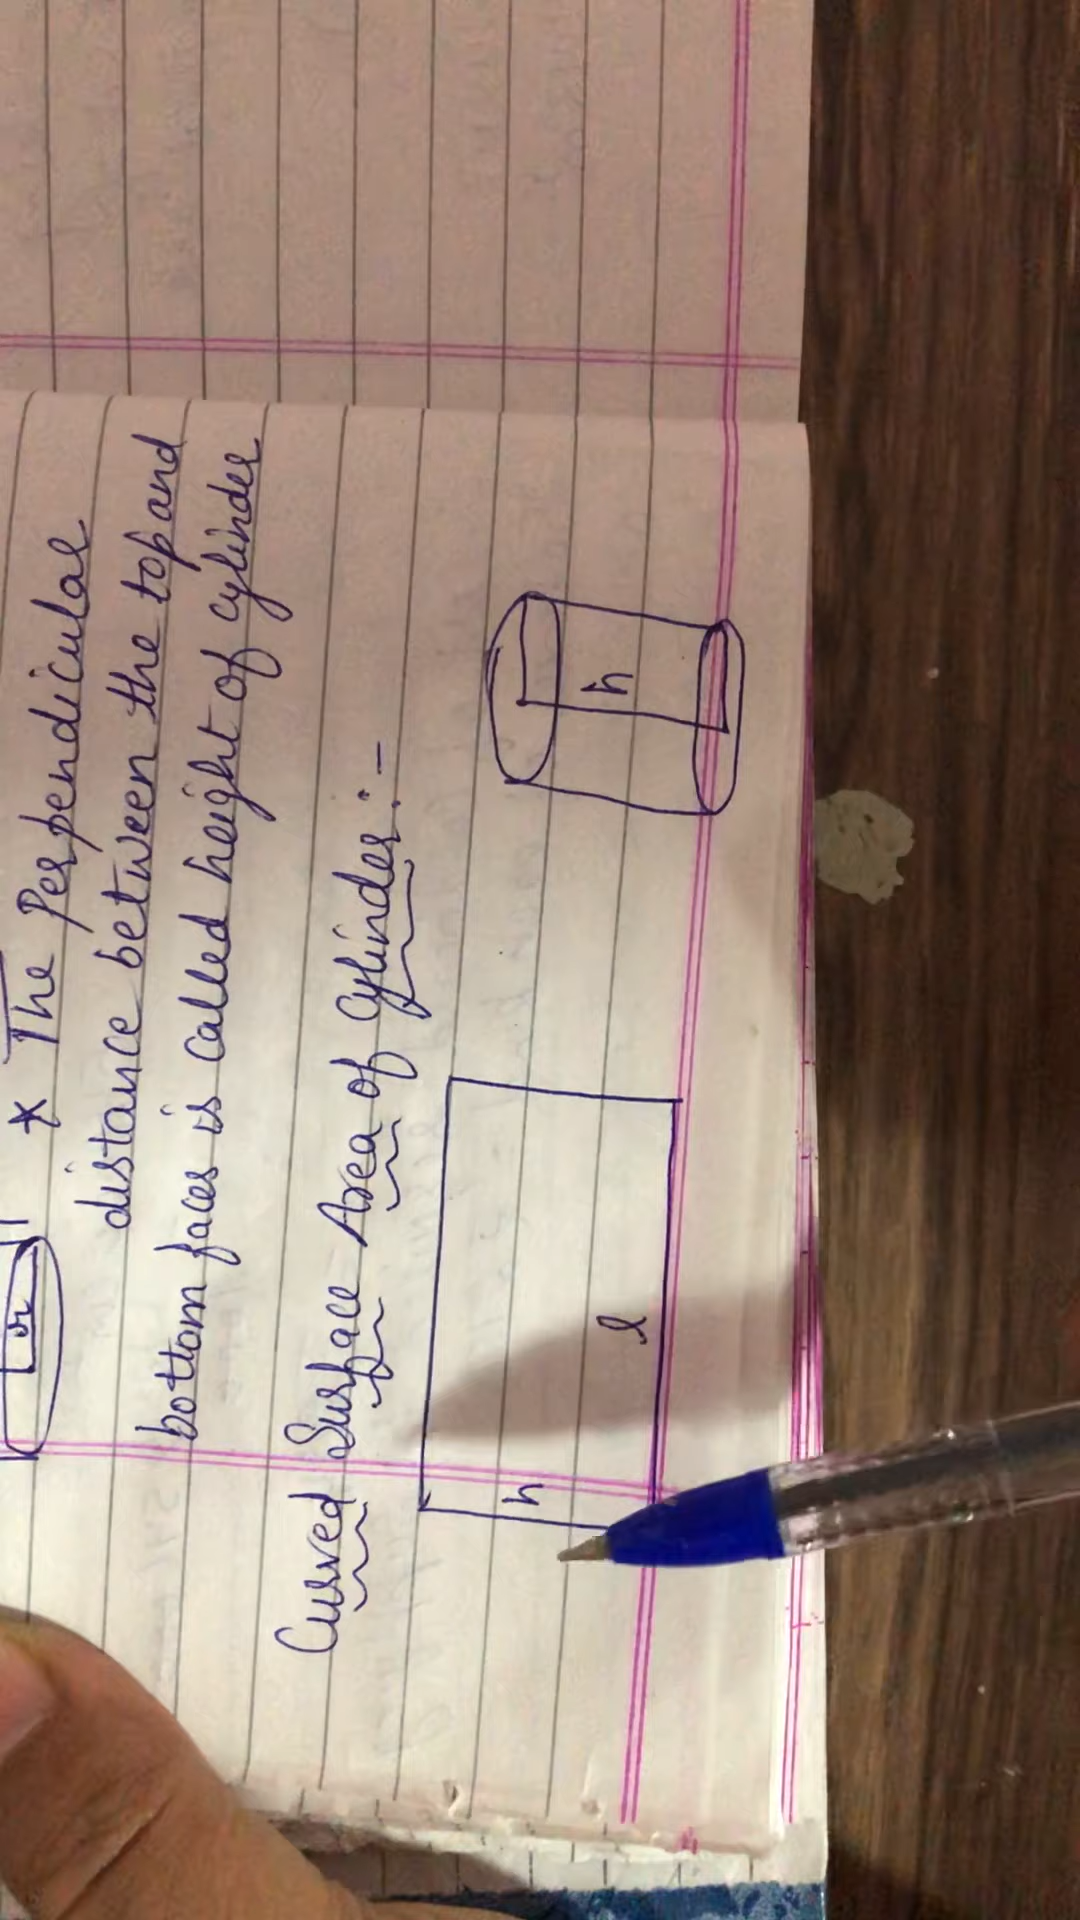 r
* The Perpendicular
distance between the top and
bottom faces is called height of cylinder
Curved Surface Area of cylinder:-
h
l
h